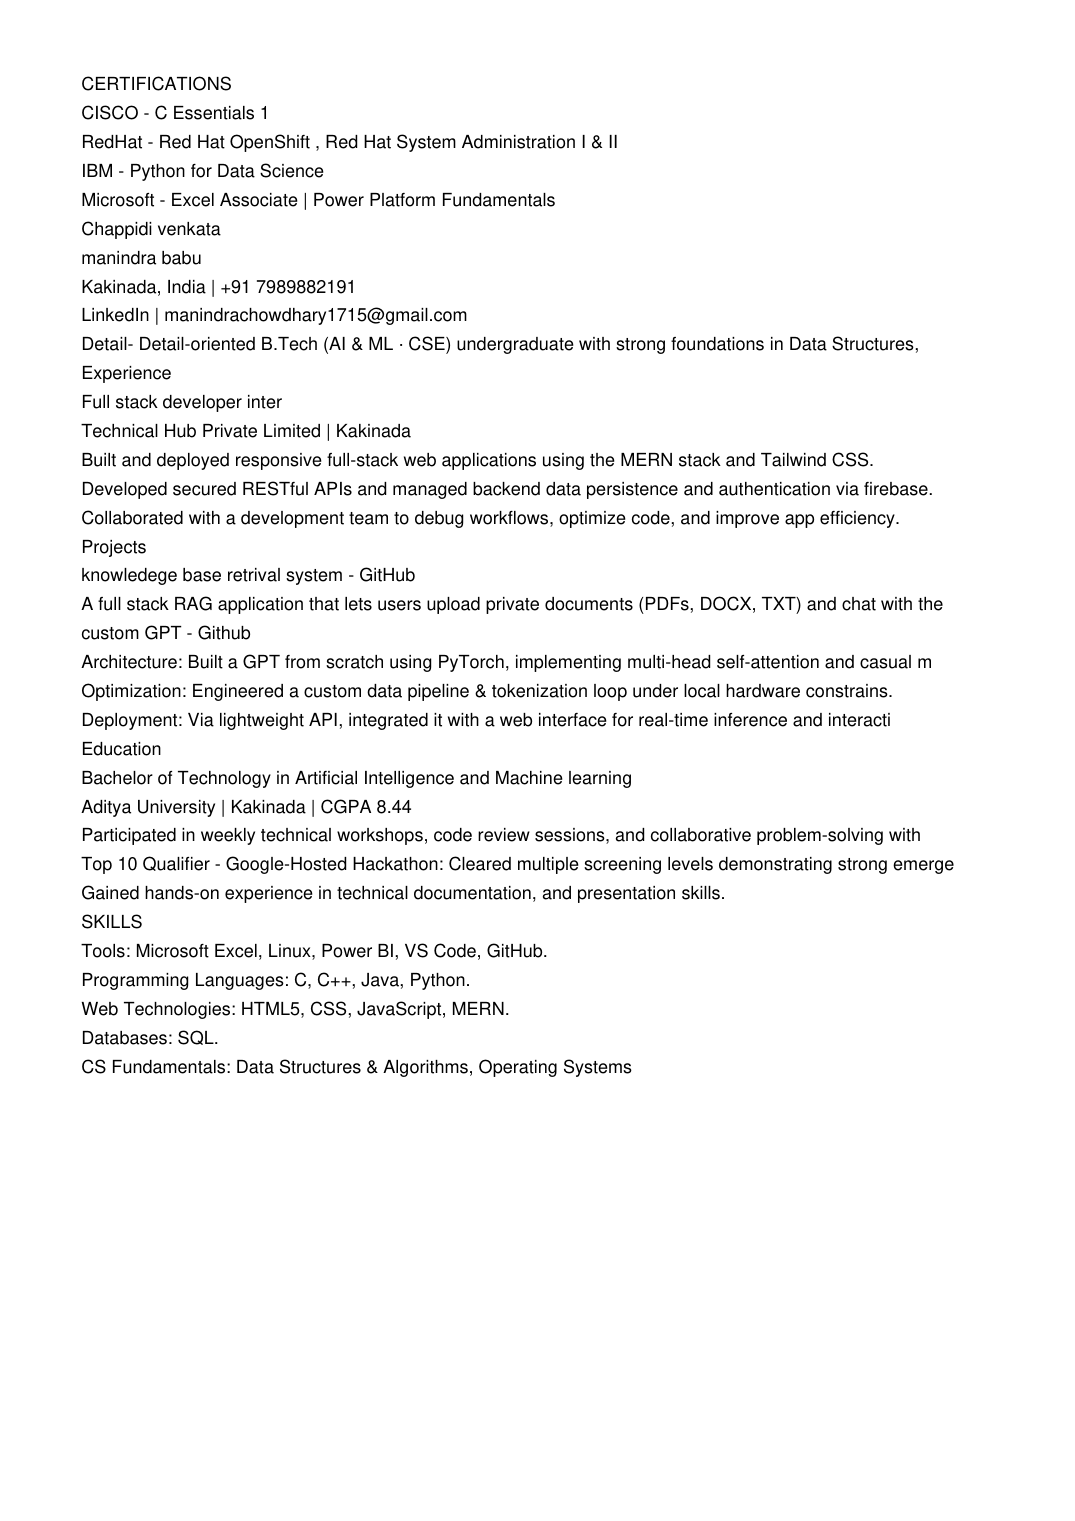 CERTIFICATIONS
CISCO - C Essentials 1
RedHat - Red Hat OpenShift , Red Hat System Administration I & II
IBM - Python for Data Science
Microsoft - Excel Associate | Power Platform Fundamentals
Chappidi venkata
manindra babu
Kakinada, India | +91 7989882191
LinkedIn | manindrachowdhary1715@gmail.com
Detail- Detail-oriented B.Tech (AI & ML · CSE) undergraduate with strong foundations in Data Structures,
Experience
Full stack developer inter
Technical Hub Private Limited | Kakinada
Built and deployed responsive full-stack web applications using the MERN stack and Tailwind CSS.
Developed secured RESTful APIs and managed backend data persistence and authentication via firebase.
Collaborated with a development team to debug workflows, optimize code, and improve app efficiency.
Projects
knowledege base retrival system - GitHub
A full stack RAG application that lets users upload private documents (PDFs, DOCX, TXT) and chat with the
custom GPT - Github
Architecture: Built a GPT from scratch using PyTorch, implementing multi-head self-attention and casual m
Optimization: Engineered a custom data pipeline & tokenization loop under local hardware constrains.
Deployment: Via lightweight API, integrated it with a web interface for real-time inference and interacti
Education
Bachelor of Technology in Artificial Intelligence and Machine learning
Aditya University | Kakinada | CGPA 8.44
Participated in weekly technical workshops, code review sessions, and collaborative problem-solving with
Top 10 Qualifier - Google-Hosted Hackathon: Cleared multiple screening levels demonstrating strong emerge
Gained hands-on experience in technical documentation, and presentation skills.
SKILLS
Tools: Microsoft Excel, Linux, Power BI, VS Code, GitHub.
Programming Languages: C, C++, Java, Python.
Web Technologies: HTML5, CSS, JavaScript, MERN.
Databases: SQL.
CS Fundamentals: Data Structures & Algorithms, Operating Systems